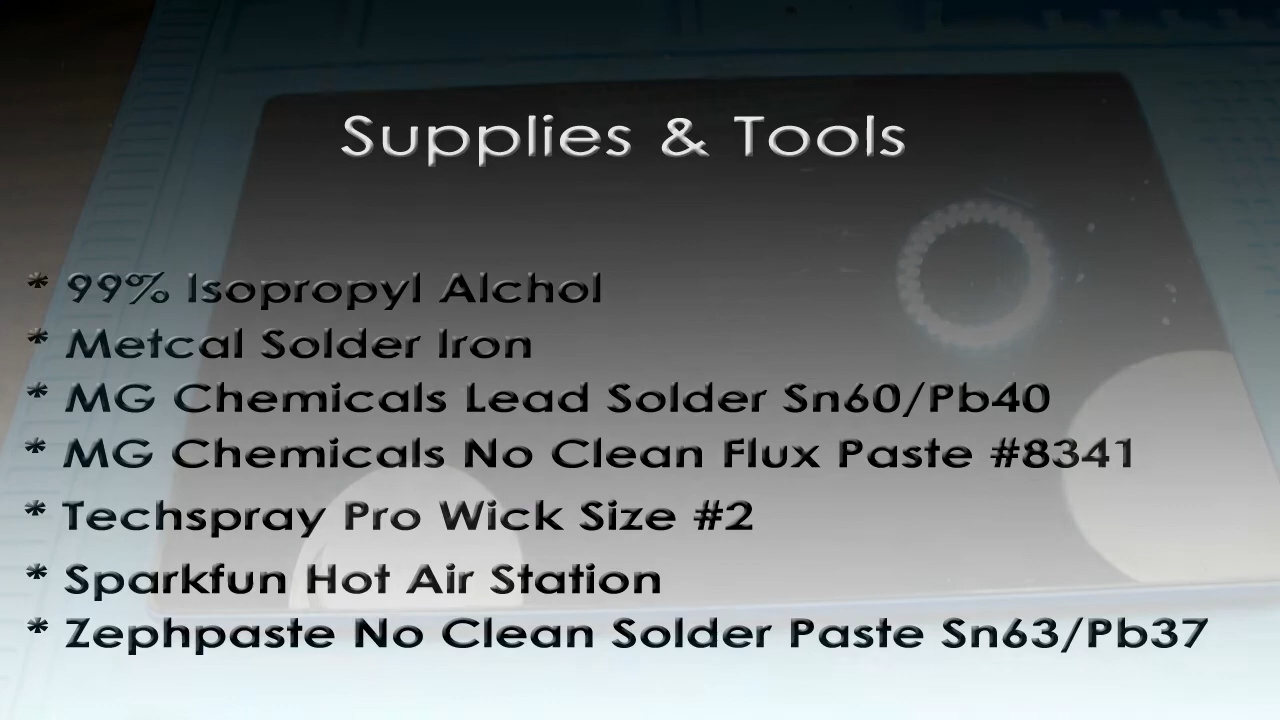 Supplies & Tools
* 99% Isopropyl Alchol
* Metcal Solder Iron
* MG Chemicals Lead Solder Sn60/Pb40
* MG Chemicals No Clean Flux Paste #8341
* Techspray Pro Wick Size #2
* Sparkfun Hot Air Station
* Zephpaste No Clean Solder Paste Sn63/Pb37